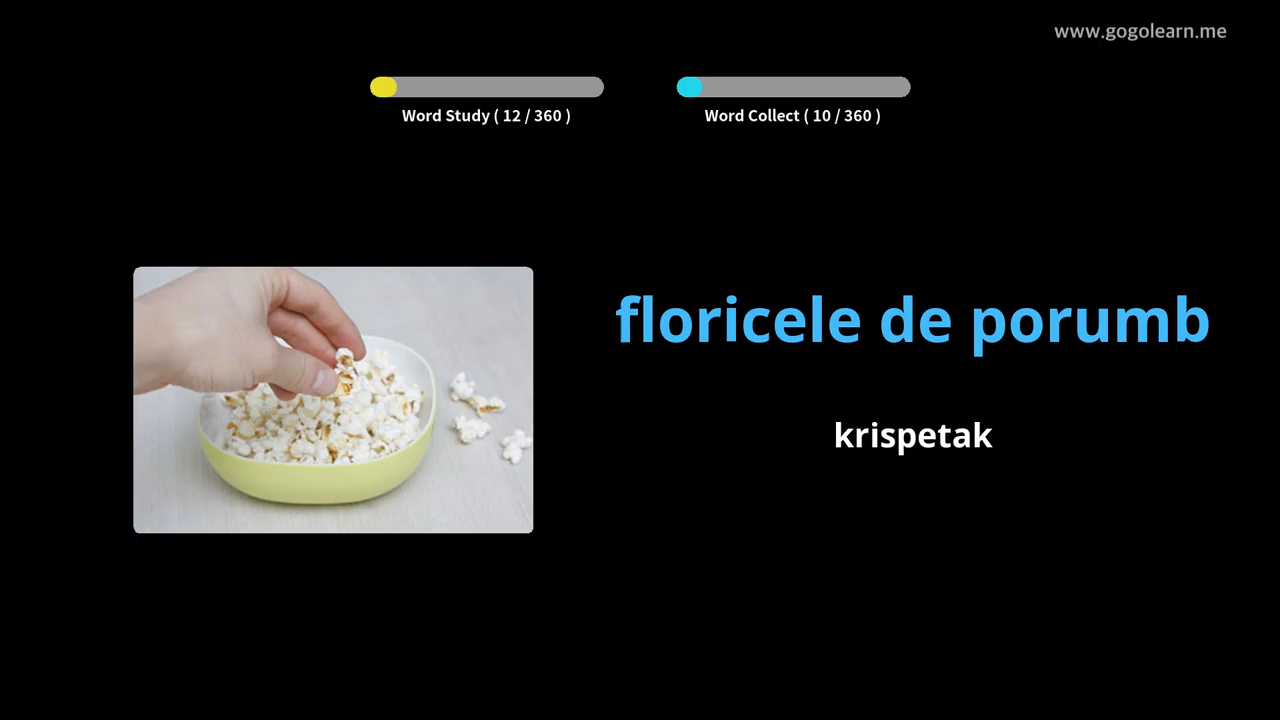 www.gogolearn.me
Word Study ( 12 / 360 )
Word Collect ( 10 / 360 )
floricele de porumb
krispetak